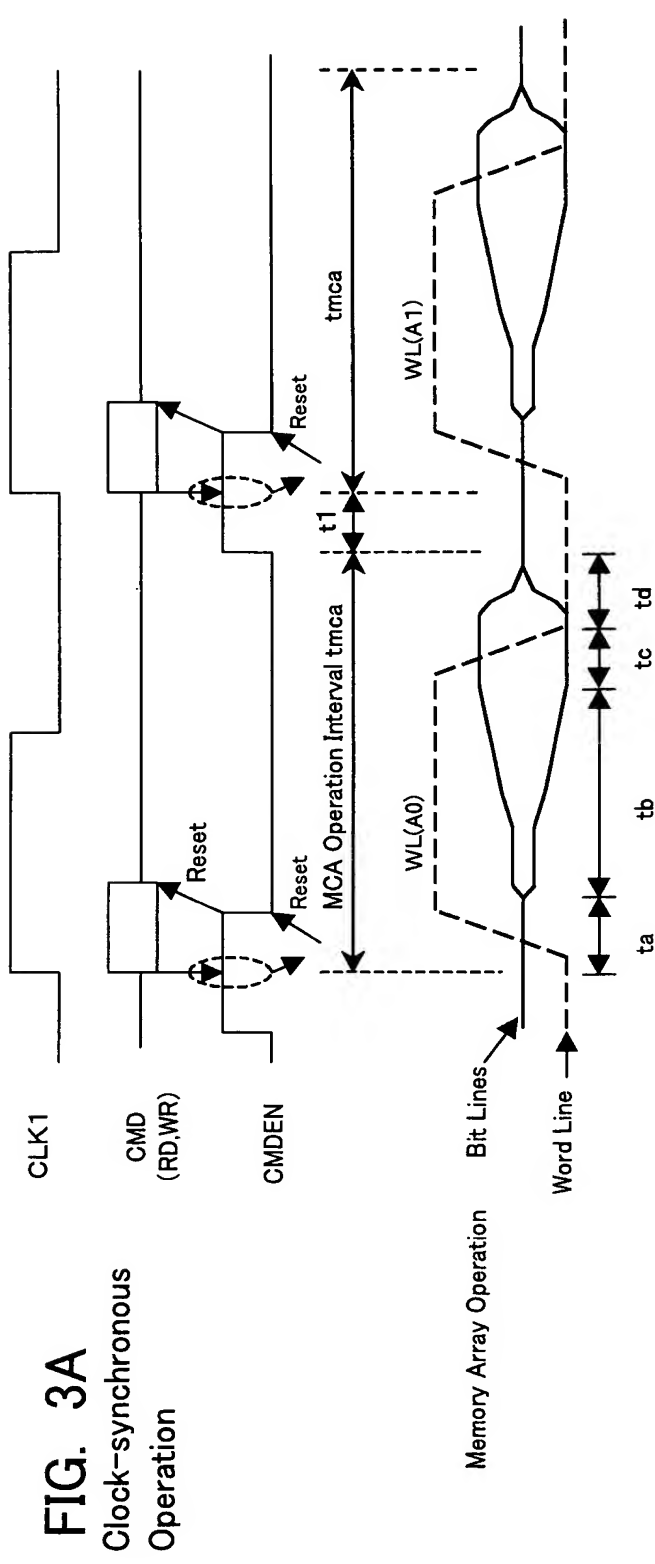 FIG. 3A
Clock-synchronous
Operation
CLK1
CMD
(RD,WR)
Reset
CMDEN
Reset
Reset
MCA Operation Interval tmca
t1
tmca
WL(A0)
WL(A1)
Memory Array Operation
Bit Lines
Word Line
ta
tb
tc
td